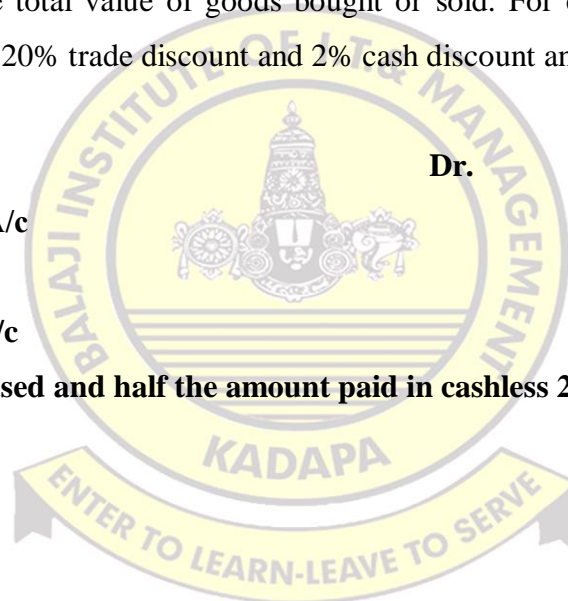 e total value of goods bought or sold. For
20% trade discount and 2% cash discount an
BALAJI INSTITUTE OF I.T.& MANAGEMENT
Dr.
A/c
/c
sed and half the amount paid in cashless 2
KADAPA
ENTER TO LEARN-LEAVE TO SERVE